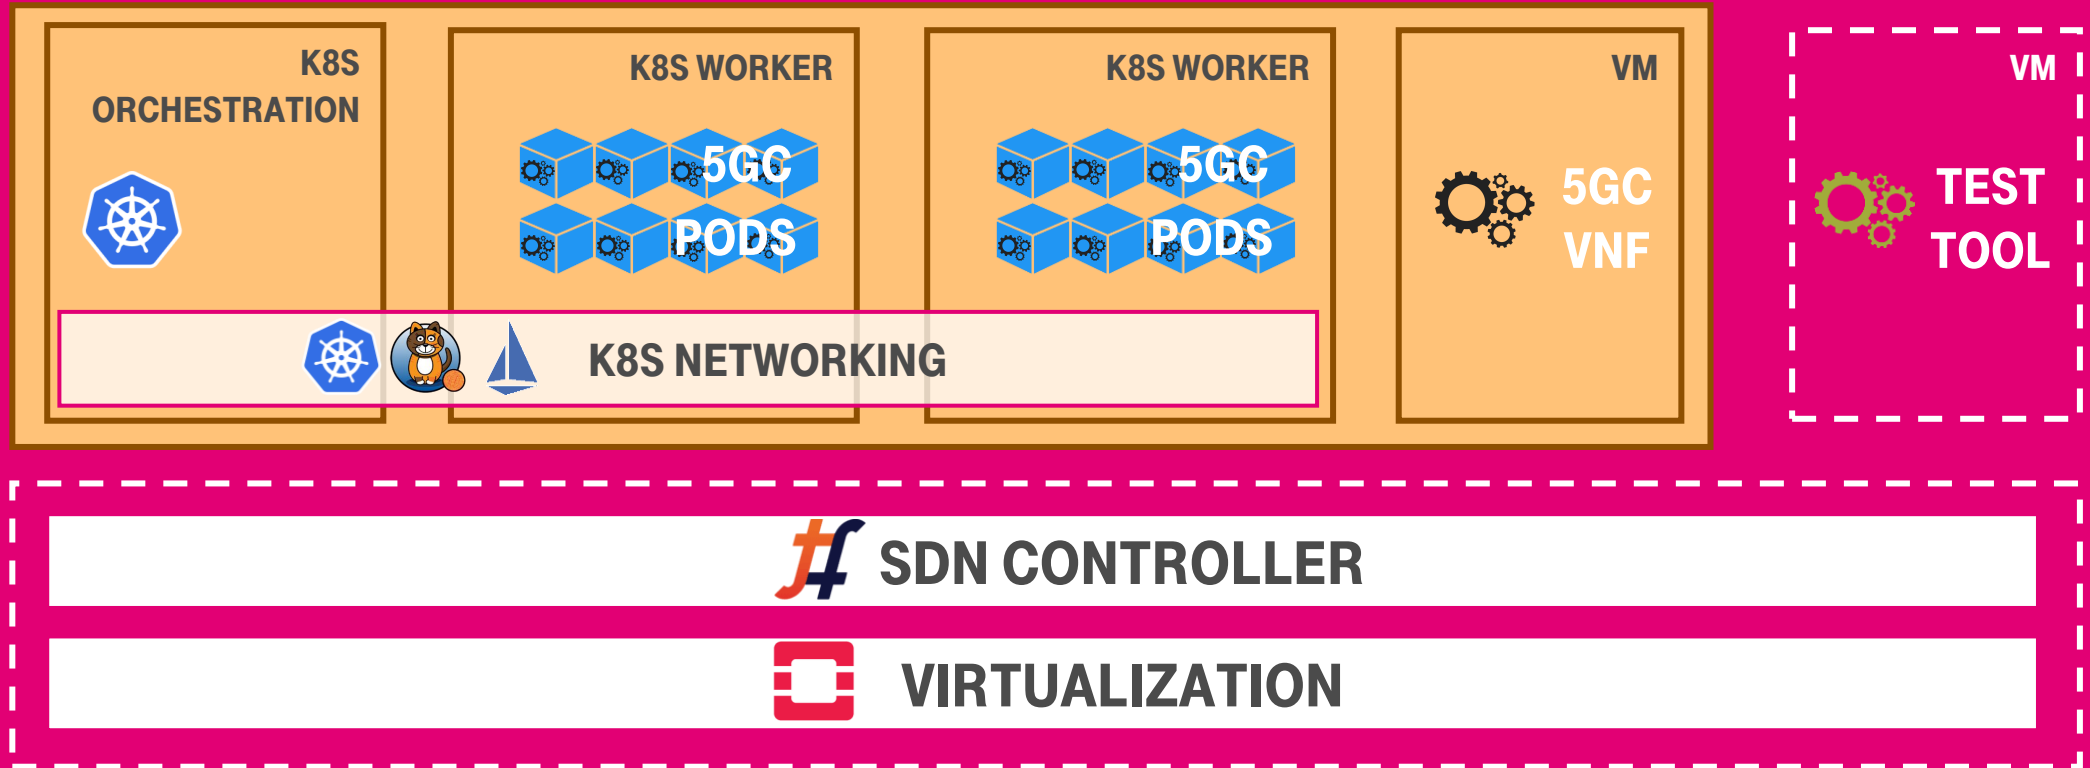 K8S
ORCHESTRATION
K8S WORKER
5GC
PODS
K8S WORKER
5GC
PODS
VM
5GC
VNF
VM
TEST
TOOL
K8S NETWORKING
SDN CONTROLLER
VIRTUALIZATION